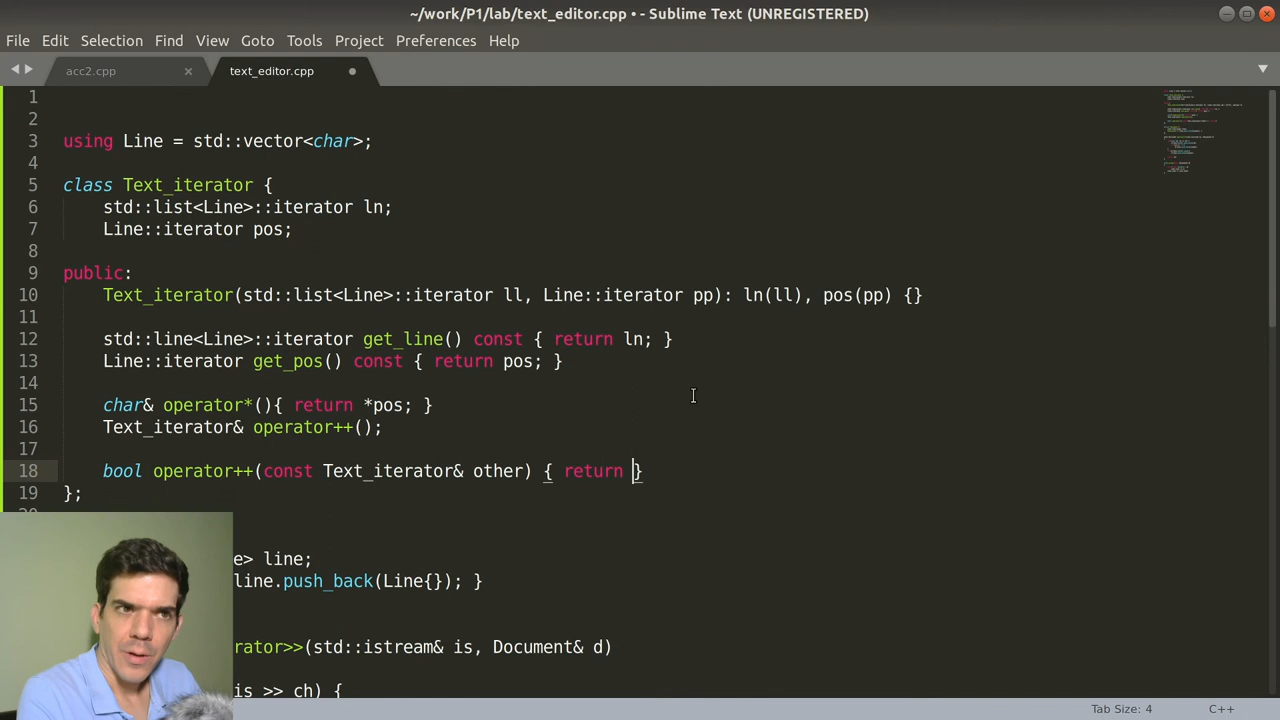 ~/work/P1/lab/text_editor.cpp • - Sublime Text (UNREGISTERED)
File Edit Selection Find View Goto Tools Project Preferences Help
acc2.cpp × text_editor.cpp
1
2
3 using Line = std::vector<char>;
4
5 class Text_iterator {
6 std::list<Line>::iterator ln;
7 Line::iterator pos;
8
9 public:
10 Text_iterator(std::list<Line>::iterator ll, Line::iterator pp): ln(ll), pos(pp) {}
11
12 std::line<Line>::iterator get_line() const { return ln; }
13 Line::iterator get_pos() const { return pos; }
14
15 char& operator*(){ return *pos; }
16 Text_iterator& operator++();
17
18 bool operator++(const Text_iterator& other) { return }
19 };
e> line;
line.push_back(Line{}); }
rator>>(std::istream& is, Document& d)
is >> ch) {
Tab Size: 4 C++